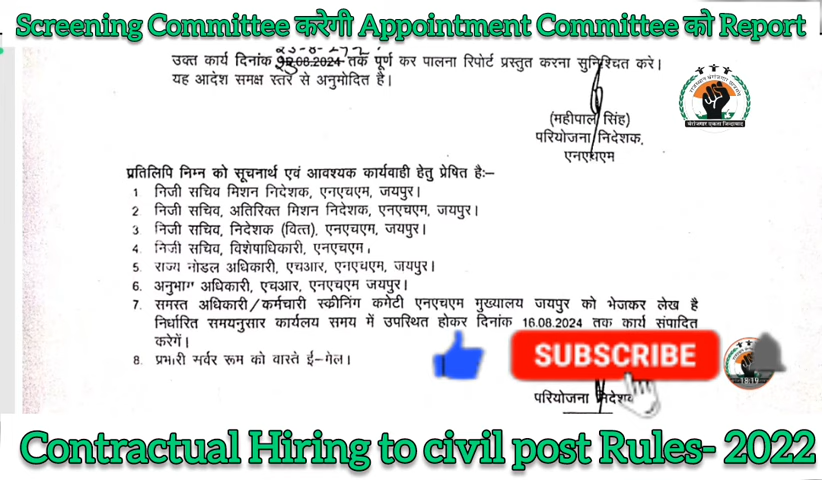 Screening Committee करेगी Appointment Committee को Report
उक्त कार्य दिनांक तक पूर्ण कर पालना रिपोर्ट प्रस्तुत करना सुनिश्चित करे।
यह आदेश समक्ष स्तर से अनुमोदित है।
(महीपाल सिंह)
परियोजना निदेशक,
एनएचएम
बेरोजगार एकता जिन्दाबाद
प्रतिलिपि निम्न को सूचनार्थ एवं आवश्यक कार्यवाही हेतु प्रेषित है:–
1 निजी सचिव मिशन निदेशक, एनएचएम, जयपुर।
2. निजी सचिव, अतिरिक्त मिशन निदेशक, एनएचएम, जयपुर।
3. निजी सचिव, निदेशक (वित्त), एनएचएम, जयपुर।
4. निजी सचिव, विशेषाधिकारी, एनएचएम,
5. राज्य नोडल अधिकारी, एचआर, एनएचएम, जयपुर।
6. अनुभाग अधिकारी, एचआर, एनएचएम जयपुर।
7. समस्त अधिकारी/कर्मचारी स्क्रीनिंग कमेटी एनएचएम मुख्यालय जयपुर को भेजकर लेख है
निर्धारित समयनुसार कार्यलय समय में उपस्थित होकर दिनांक 16.08.2024 तक कार्य संपादित
करेगें।
8. प्रभारी सर्वर रूम को वास्ते ई–मेल।
SUBSCRIBE
18:19
परियोजना निदेशक
Contractual Hiring to civil post Rules- 2022